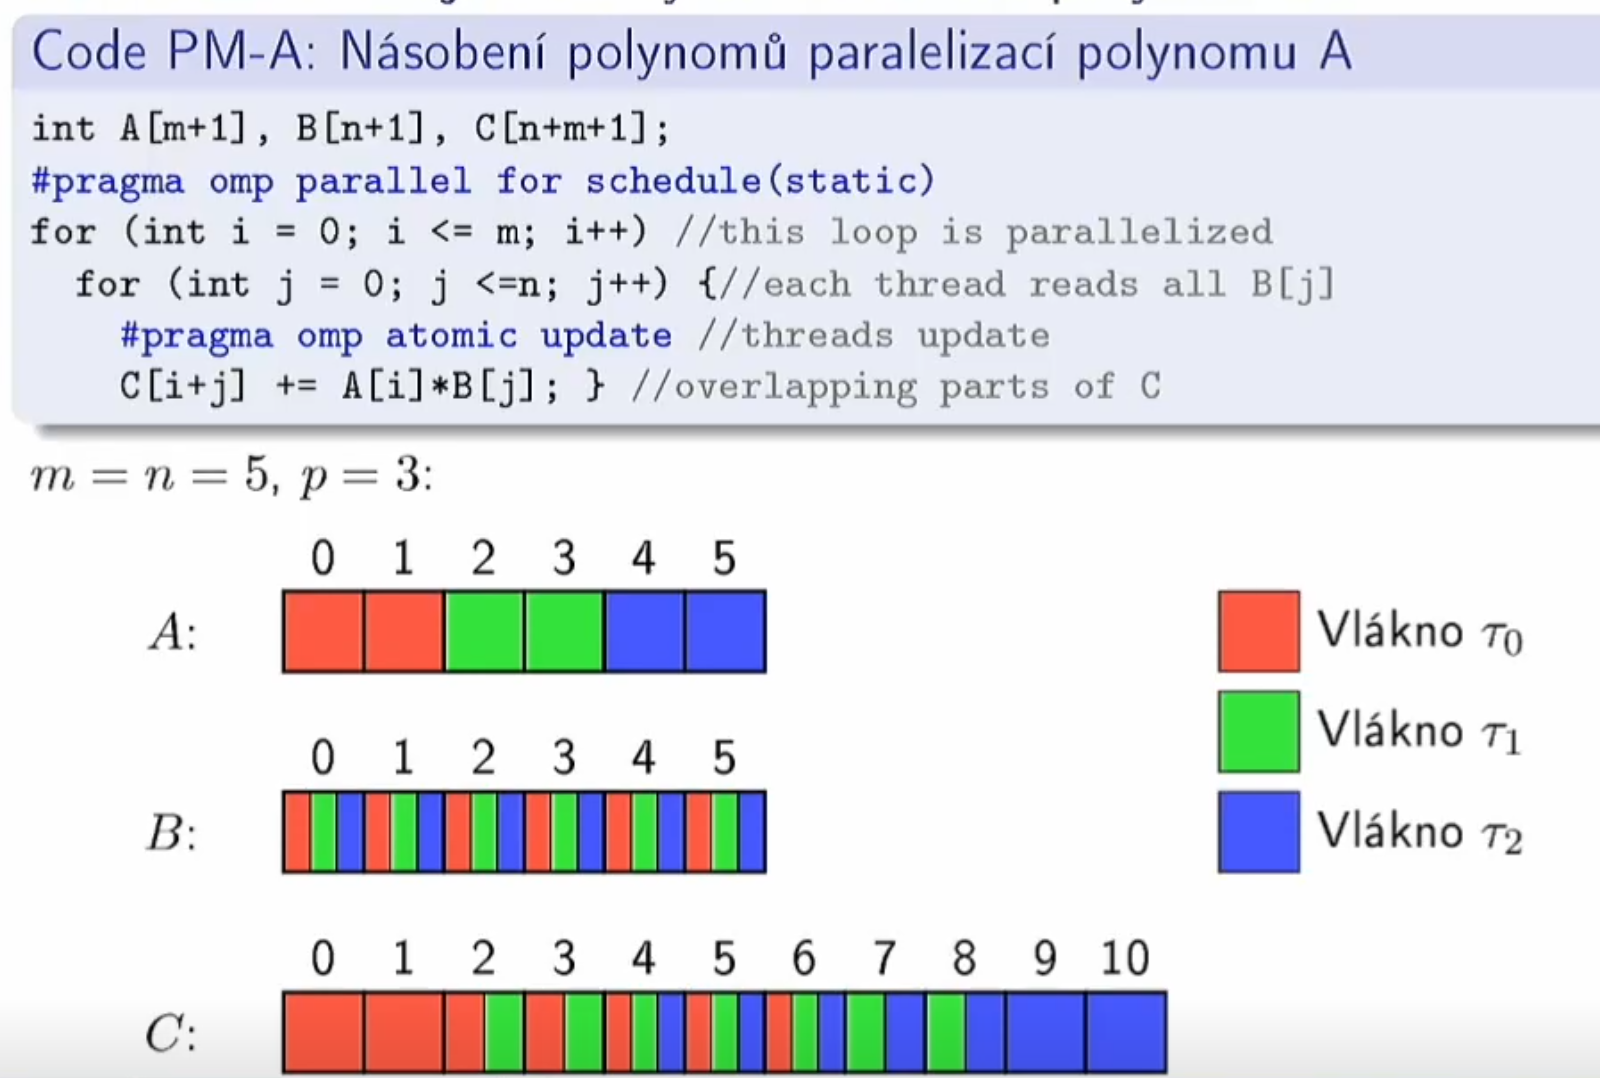 Code PM-A: Násobení polynomů paralelizací polynomu A
int A[m+1], B[n+1], C[n+m+1];
#pragma omp parallel for schedule(static)
for (int i = 0; i <= m; i++) //this loop is parallelized
for (int j = 0; j <=n; j++) {//each thread reads all B[j]
#pragma omp atomic update //threads update
C[i+j] += A[i]*B[j]; } //overlapping parts of C
m = n = 5, p = 3:
0 1 2 3 4 5
A:
Vlákno τ0
Vlákno τ1
0 1 2 3 4 5
B:
Vlákno τ2
0 1 2 3 4 5 6 7 8 9 10
C: